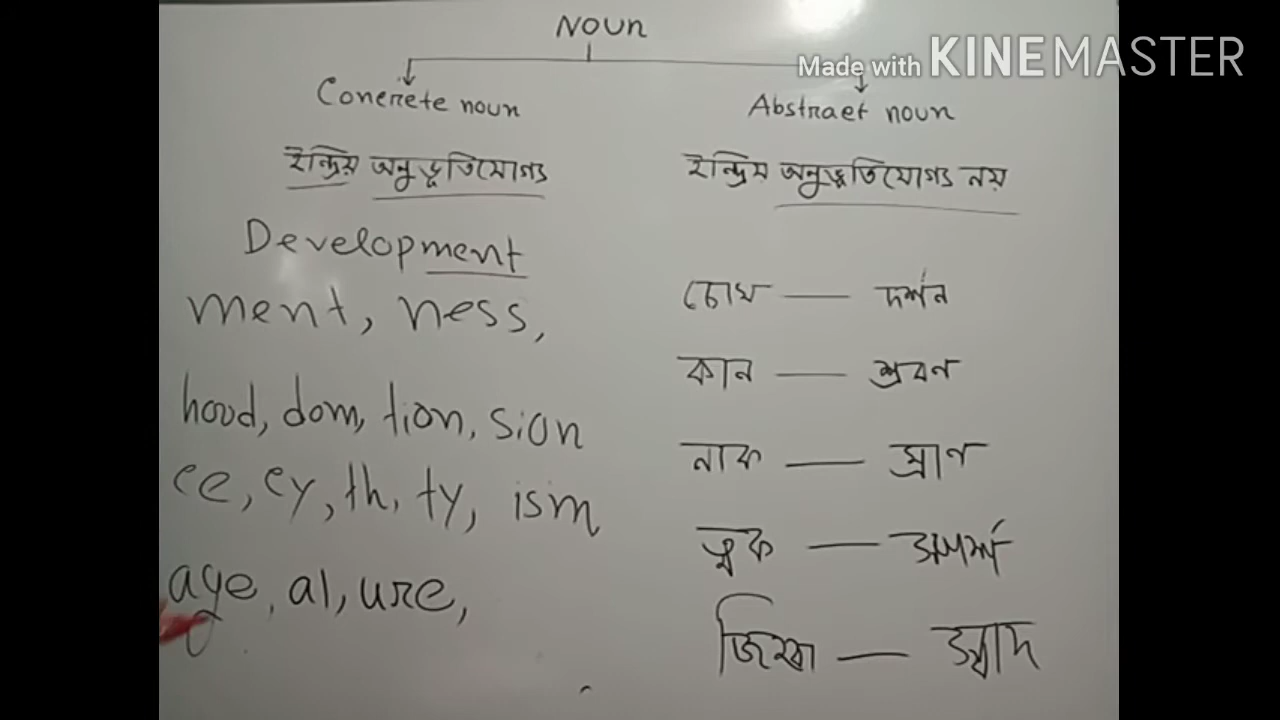 Noun
Made with KINEMASTER
Concrete noun
Abstract noun
ইন্দ্রিয় অনুভূতিযোগ্য
ইন্দ্রিয় অনুভূতিযোগ্য নয়
Development
ment, ness,
hood, dom, tion, sion
ce, cy, th, ty, ism
age, al, ure,
চোখ — দর্শন
কান — শ্রবণ
নাক — ঘ্রাণ
ত্বক — স্পর্শ
জিহ্বা — স্বাদ